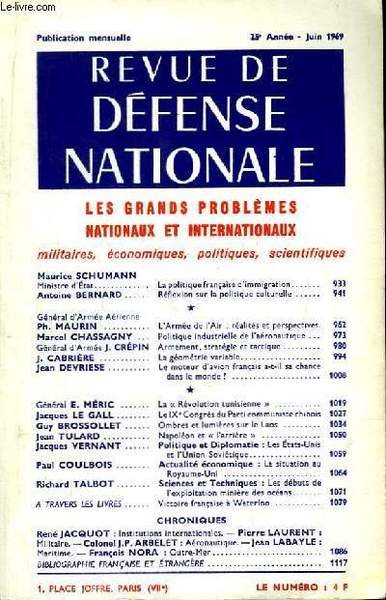 Le-livre.com
Publication mensuelle 25e Année - Juin 1969
REVUE DE
DÉFENSE
NATIONALE
LES GRANDS PROBLÈMES
NATIONAUX ET INTERNATIONAUX
militaires, économiques, politiques, scientifiques
Maurice SCHUMANN
Ministre d'État .......... La politique française d'immigration ..... 933
Antoine BERNARD ..... Réflexion sur la politique culturelle ..... 941
★
Général d'Armée Aérienne
Ph. MAURIN .......... L'Armée de l'Air : réalités et perspectives. 952
Marcel CHASSAGNY .. Politique industrielle de l'aéronautique ... 973
Général d'Armée J. CRÉPIN Armement, stratégie et tactique ....... 980
J. CABRIÈRE .......... La géométrie variable .......... 994
Jean DEVRIESE ....... Le moteur d'avion français a-t-il sa chance
dans le monde ? .......... 1008
★
Général E. MÉRIC ..... La « Révolution tunisienne » .......... 1019
Jacques LE GALL ..... Le IXe Congrès du Parti communiste chinois 1027
Guy BROSSOLLET ..... Ombres et lumières sur le Laos ....... 1034
Jean TULARD ......... Napoléon et « l'arrière » .......... 1050
Jacques VERNANT ..... Politique et Diplomatie : Les États-Unis
et l'Union Soviétique .......... 1059
Paul COULBOIS ....... Actualité économique : La situation au
Royaume-Uni .......... 1064
Richard TALBOT ...... Sciences et Techniques : Les débuts de
l'exploitation minière des océans ..... 1071
A TRAVERS LES LIVRES ...... Victoire française à Waterloo ....... 1079
CHRONIQUES
René JACQUOT : Institutions internationales. — Pierre LAURENT :
Militaire. — Colonel J.P. ARBELET : Aéronautique. — Jean LABAYLE :
Maritime. — François NORA : Outre-Mer .......... 1086
BIBLIOGRAPHIE FRANÇAISE ET ÉTRANGÈRE .......... 1117
1, PLACE JOFFRE, PARIS (VIIe) LE NUMÉRO : 4 F